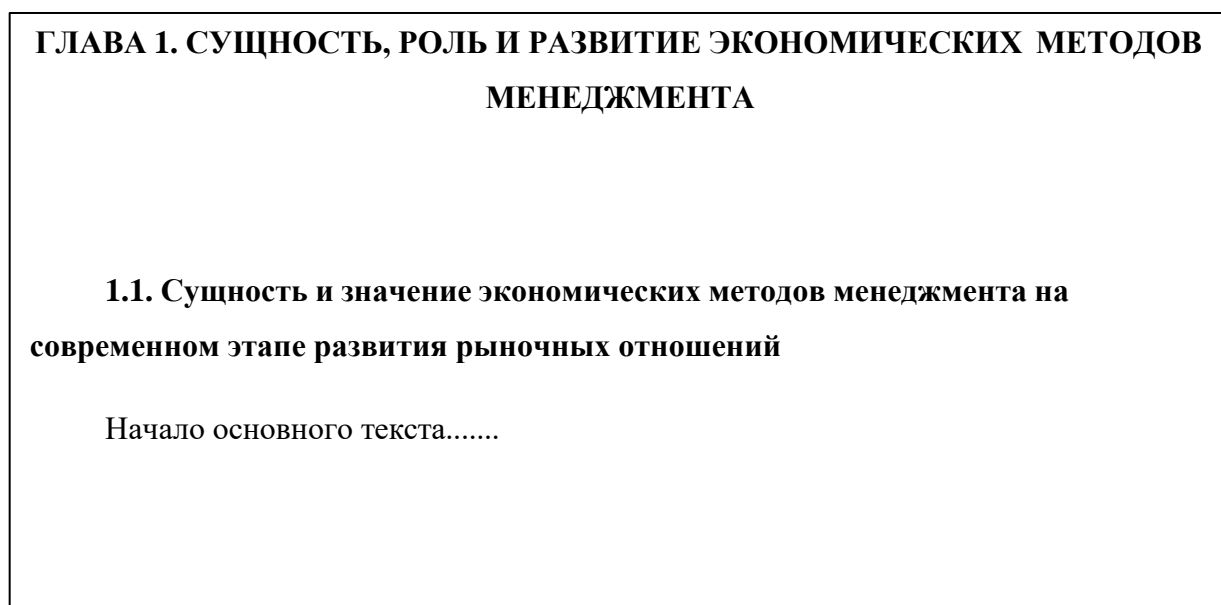 ГЛАВА 1. СУЩНОСТЬ, РОЛЬ И РАЗВИТИЕ ЭКОНОМИЧЕСКИХ МЕТОДОВ
МЕНЕДЖМЕНТА
1.1. Сущность и значение экономических методов менеджмента на
современном этапе развития рыночных отношений
Начало основного текста.......